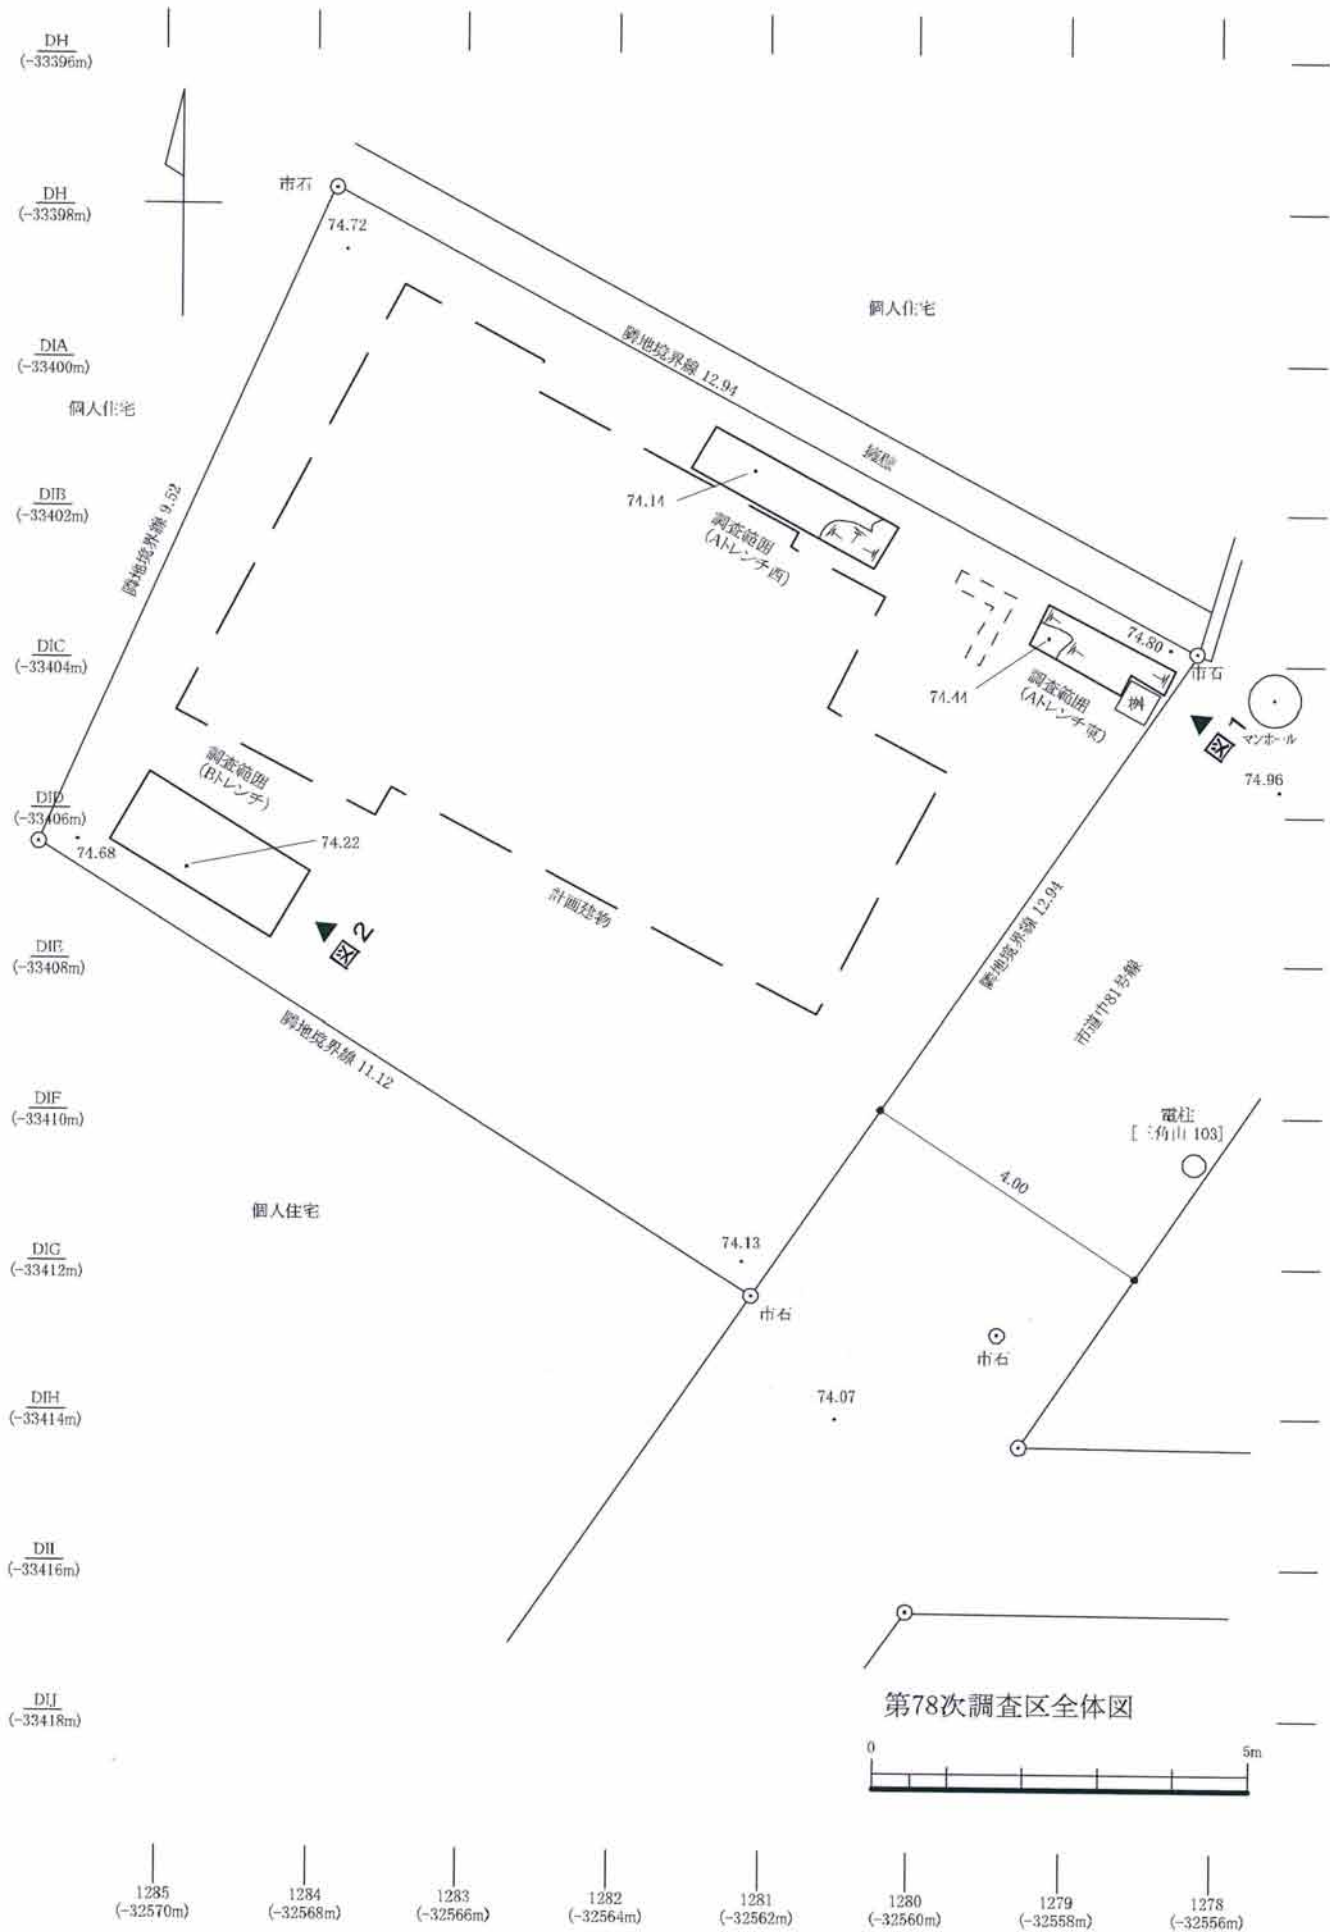 DH
(-33396m)
DH
(-33398m)
DIA
(-33400m)
DIB
(-33402m)
DIC
(-33404m)
DID
(-33406m)
DIE
(-33408m)
DIF
(-33410m)
DIG
(-33412m)
DIH
(-33414m)
DII
(-33416m)
DIJ
(-33418m)
市石
74.72
個人住宅
隣地境界線 12.94
個人住宅
擁壁
74.14
調査範囲
(Aトレンチ西)
隣地境界線 9.52
74.80
市石
74.44
調査範囲
(Aトレンチ東)
図 1
マンホール
74.96
調査範囲
(Bトレンチ)
74.22
74.68
計画建物
図 2
隣地境界線 12.94
市道中81号線
隣地境界線 11.12
電柱
[三角山 103]
4.00
個人住宅
74.13
市石
市石
74.07
第78次調査区全体図
0
5m
1285
(-32570m)
1284
(-32568m)
1283
(-32566m)
1282
(-32564m)
1281
(-32562m)
1280
(-32560m)
1279
(-32558m)
1278
(-32556m)